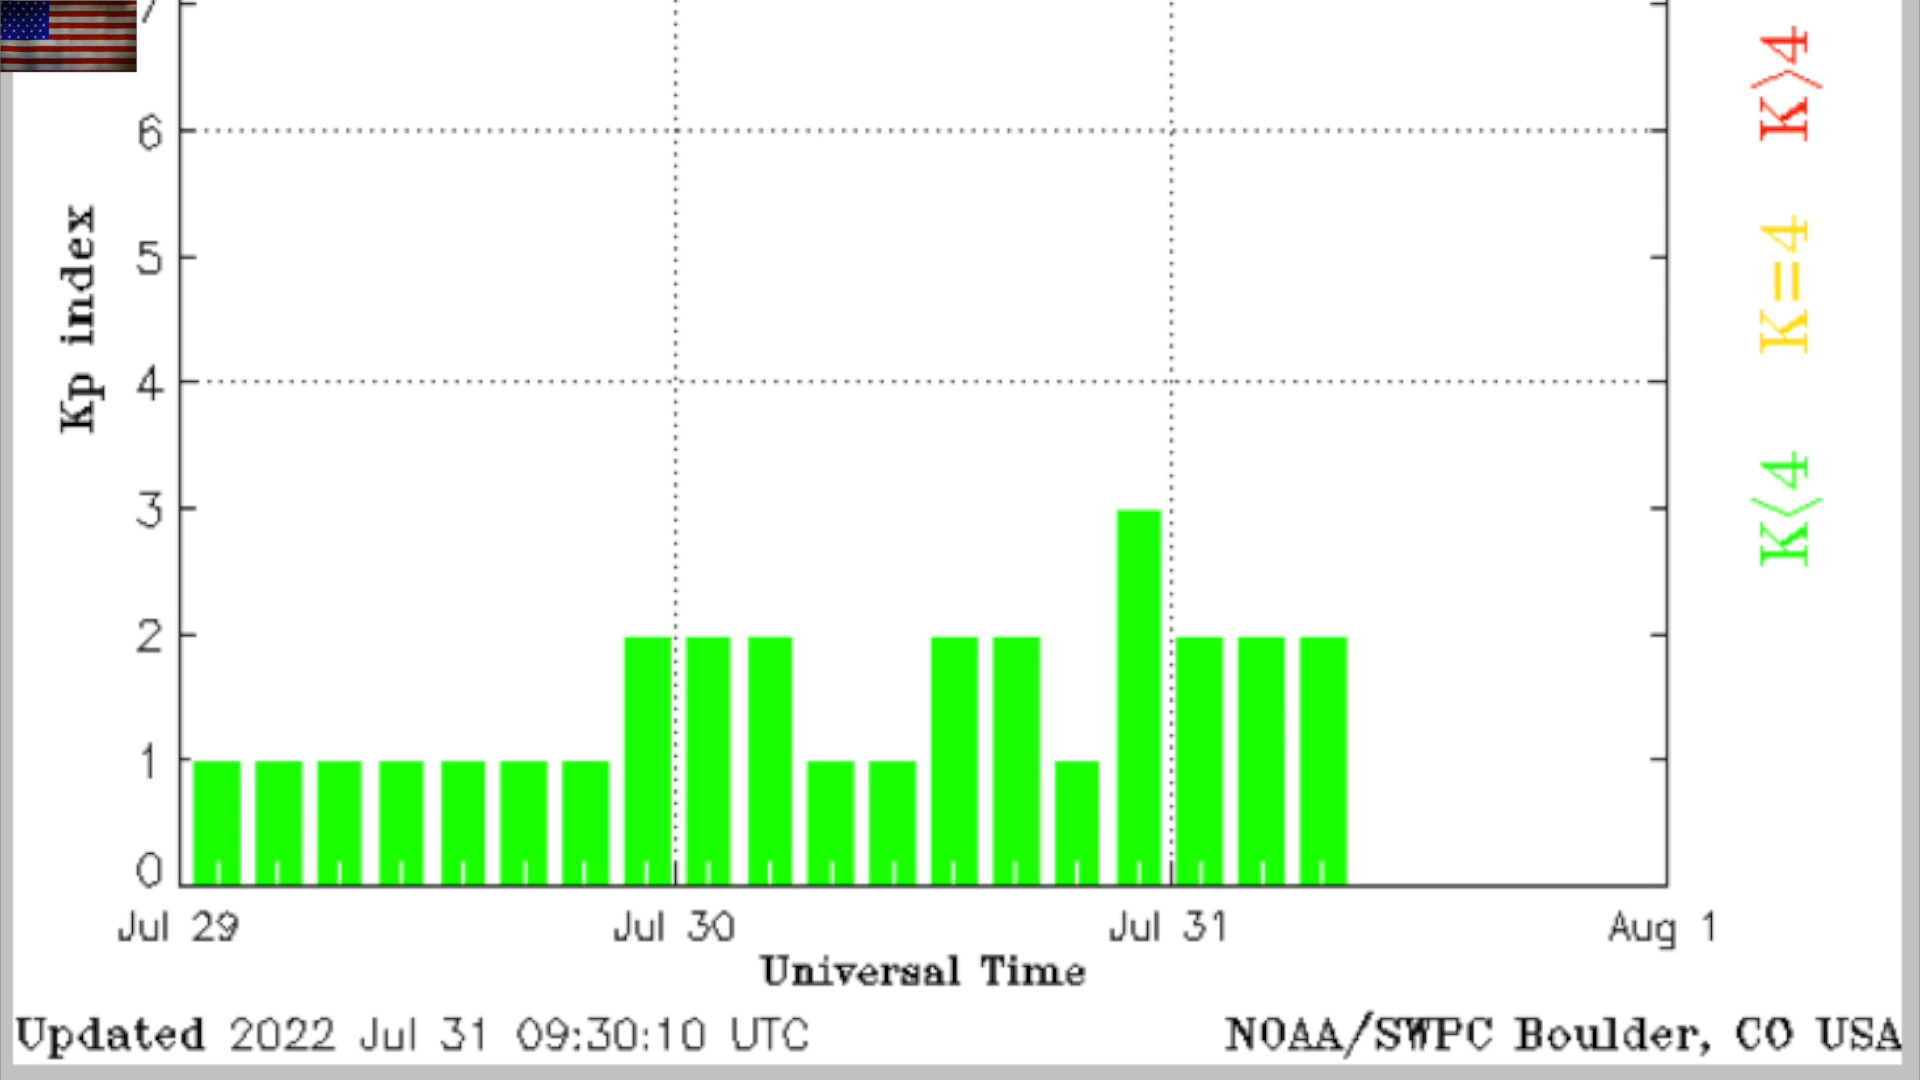 7
6
5
4
3
2
1
0
Kp index
K>4
K=4
K<4
Jul 29 Jul 30 Jul 31 Aug 1
Universal Time
Updated 2022 Jul 31 09:30:10 UTC NOAA/SWPC Boulder, CO USA